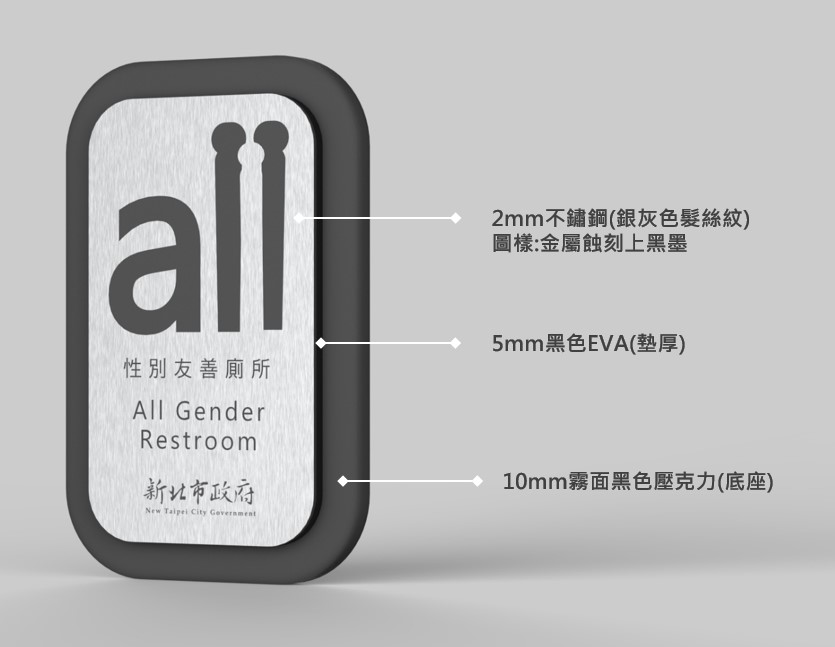 all
性別友善廁所
All Gender
Restroom
新北市政府
New Taipei City Government
2mm不鏽鋼(銀灰色髮絲紋)
圖樣:金屬蝕刻上黑墨
5mm黑色EVA(墊厚)
10mm霧面黑色壓克力(底座)